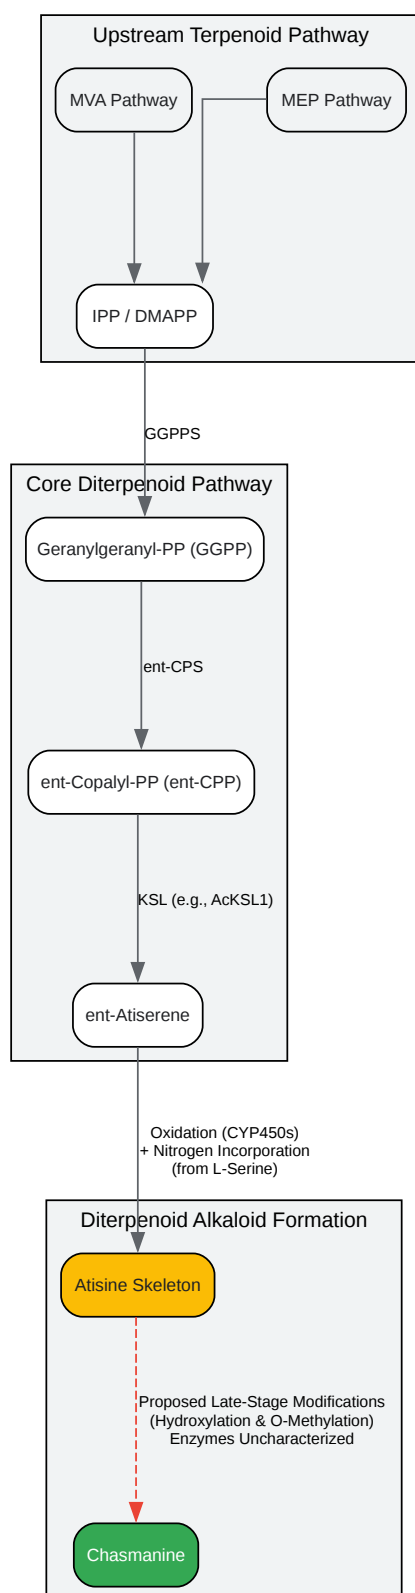 Upstream Terpenoid Pathway
MVA Pathway
MEP Pathway
IPP / DMAPP
GGPPS
Core Diterpenoid Pathway
Geranylgeranyl-PP (GGPP)
ent-CPS
ent-Copalyl-PP (ent-CPP)
KSL (e.g., AcKSL1)
ent-Atiserene
Oxidation (CYP450s)
+ Nitrogen Incorporation
(from L-Serine)
Diterpenoid Alkaloid Formation
Atisine Skeleton
Proposed Late-Stage Modifications
(Hydroxylation & O-Methylation)
Enzymes Uncharacterized
Chasmanine